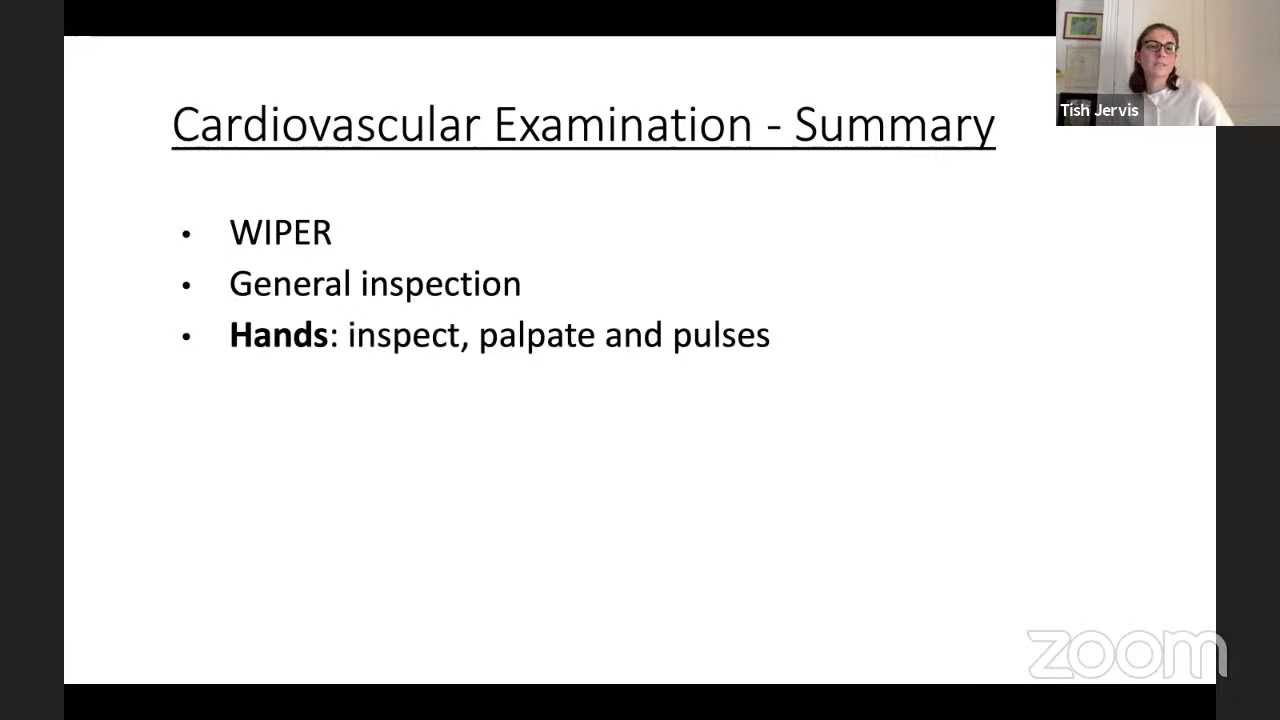 Tish Jervis
Cardiovascular Examination - Summary
• WIPER
• General inspection
• Hands: inspect, palpate and pulses
zoom